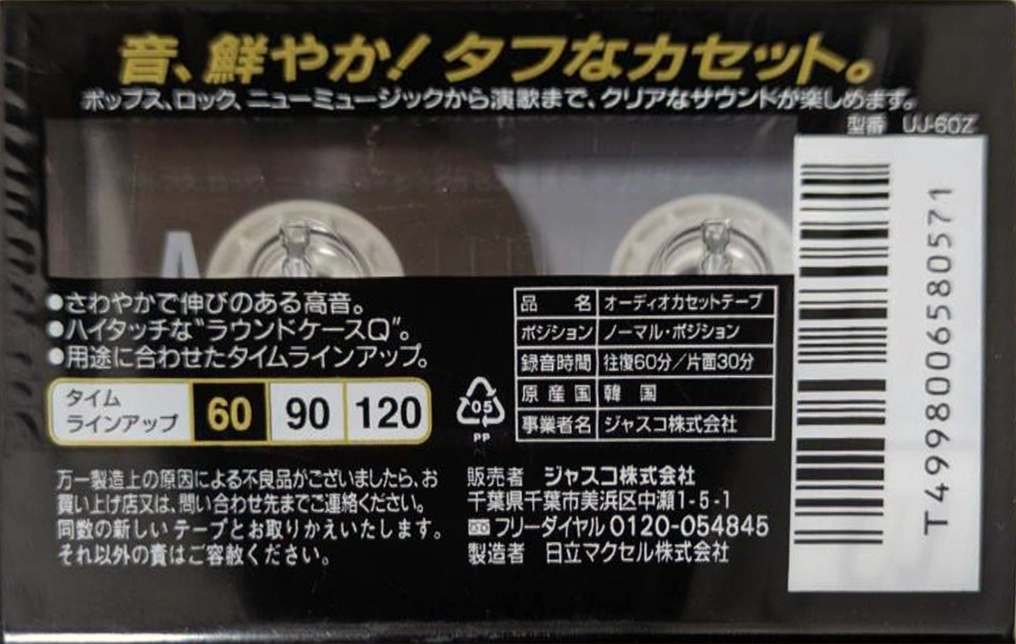 音、鮮やか!タフなカセット。
ポップス、ロック、ニューミュージックから演歌まで、クリアなサウンドが楽しめます。
型番 UJ-60Z
A
●さわやかで伸びのある高音。
●ハイタッチな"ラウンドケースQ"。
●用途に合わせたタイムラインアップ。
タイム
ラインアップ 60 90 120
05
PP
品名 オーディオカセットテープ
ポジション ノーマル・ポジション
録音時間 往復60分/片面30分
原産国 韓国
事業者名 ジャスコ株式会社
万一製造上の原因による不良品がございましたら、お
買い上げ店又は、問い合わせ先までご連絡ください。
同数の新しいテープとお取りかえいたします。
それ以外の責はご容赦ください。
販売者 ジャスコ株式会社
千葉県千葉市美浜区中瀬1-5-1
フリーダイヤル0120-054845
製造者 日立マクセル株式会社
T4998006580571